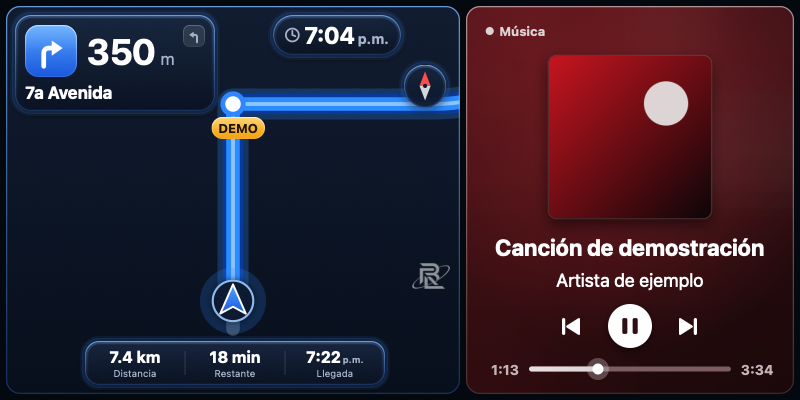 350 m
7a Avenida
7:04 p.m.
DEMO
7.4 km
Distancia
18 min
Restante
7:22 p.m.
Llegada
Música
Canción de demostración
Artista de ejemplo
1:13
3:34